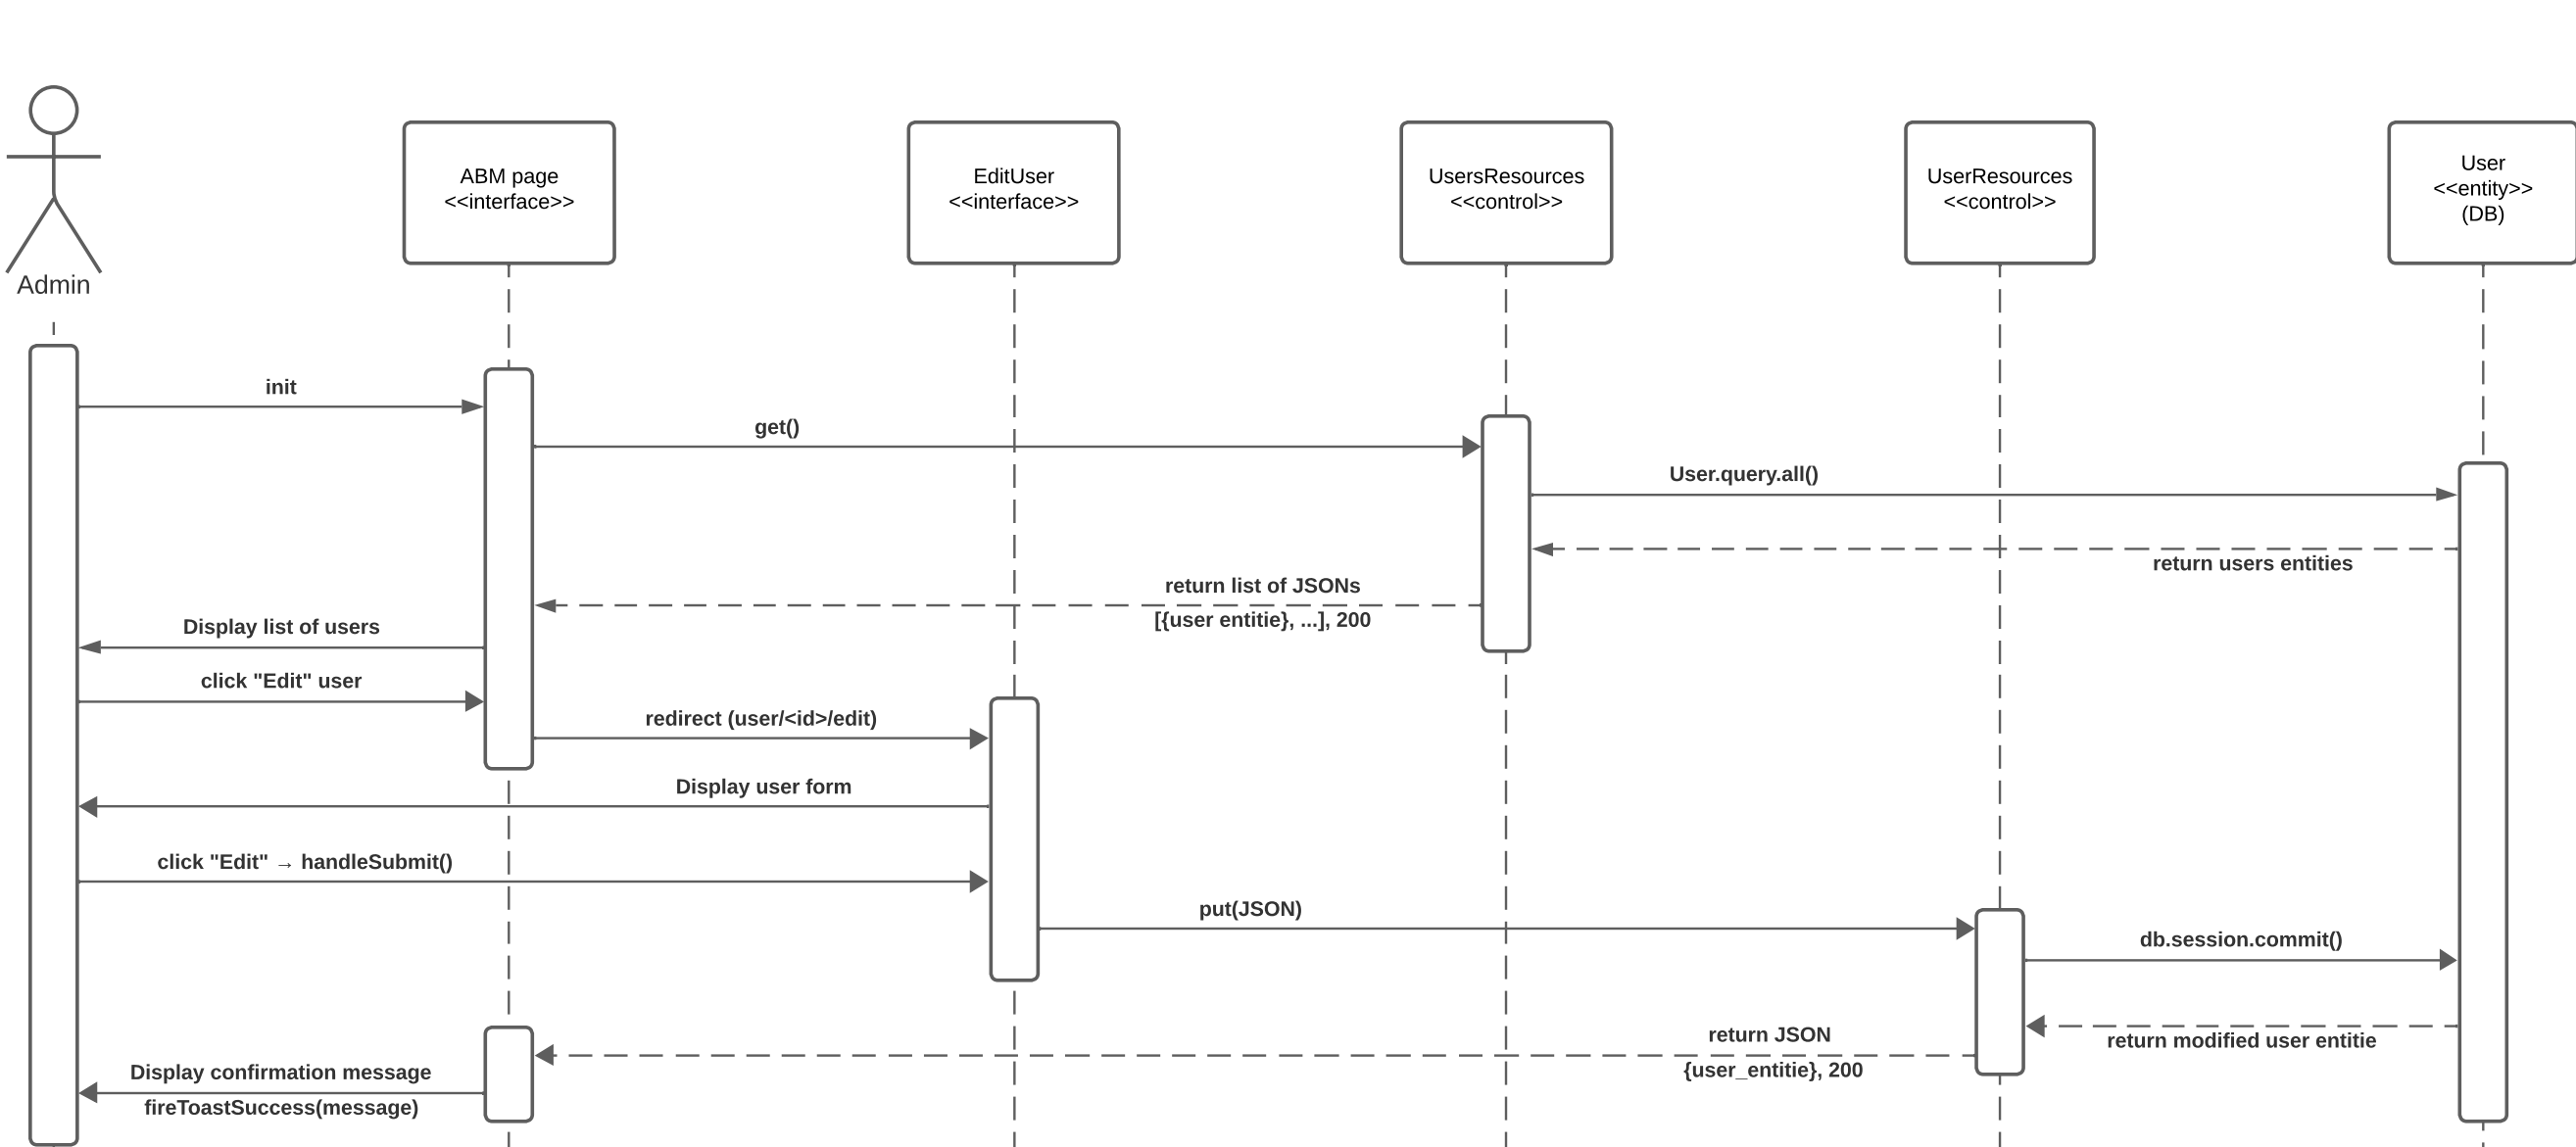 Admin
ABM page
<<interface>>
EditUser
<<interface>>
UsersResources
<<control>>
UserResources
<<control>>
User
<<entity>>
(DB)
init
get()
User.query.all()
return users entities
return list of JSONs
[{user entitie}, ...], 200
Display list of users
click "Edit" user
redirect (user/<id>/edit)
Display user form
click "Edit" → handleSubmit()
put(JSON)
db.session.commit()
return modified user entitie
return JSON
{user_entitie}, 200
Display confirmation message
fireToastSuccess(message)